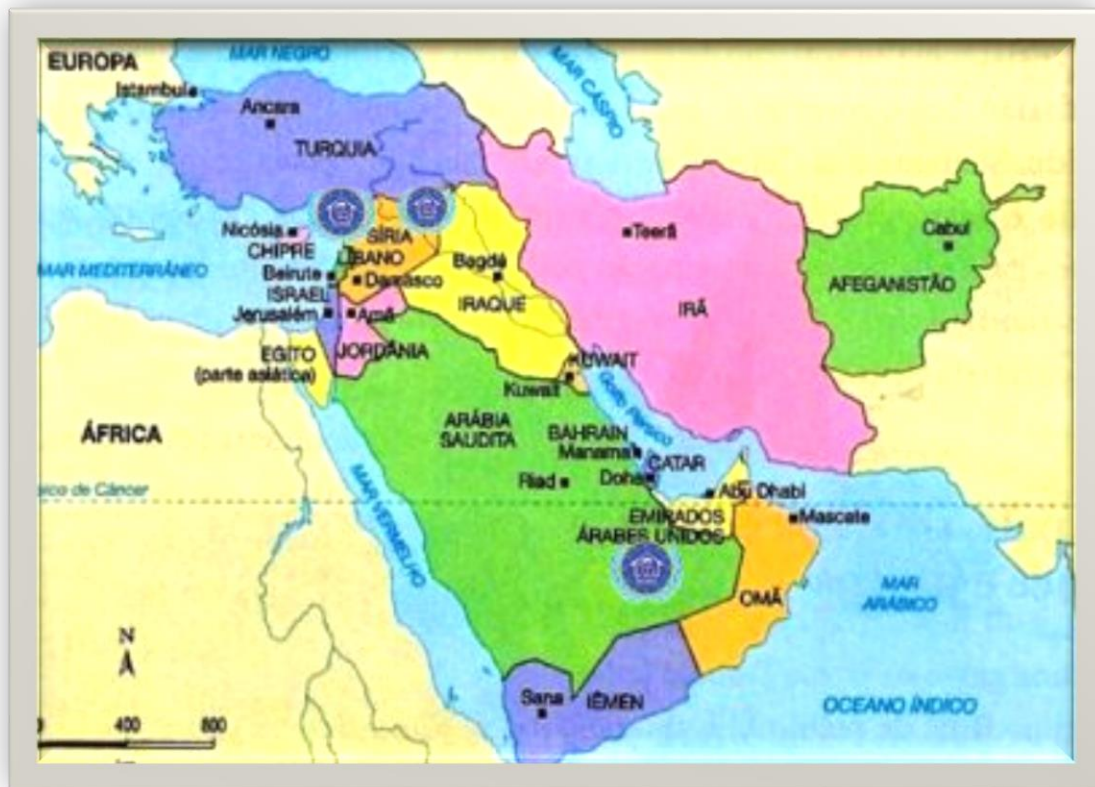 EUROPA
MAR NEGRO
Istambul
Ancara
TURQUIA
MAR CÁSPIO
Nicósia
CHIPRE
SÍRIA
LÍBANO
Beirute
Damasco
ISRAEL
Jerusalém
Amã
JORDÂNIA
MAR MEDITERRÂNEO
Bagdá
IRAQUE
Teerã
IRÃ
Cabul
AFEGANISTÃO
EGITO
(parte asiática)
KUWAIT
Kuwait
Golfo Pérsico
ÁFRICA
ARÁBIA
SAUDITA
BAHRAIN
Manama
CATAR
Doha
Riad
Abu Dhabi
EMIRADOS
ÁRABES UNIDOS
Mascate
de Câncer
MAR VERMELHO
OMÃ
MAR
ARÁBICO
N
Sana
IÊMEN
OCEANO ÍNDICO
0 400 800